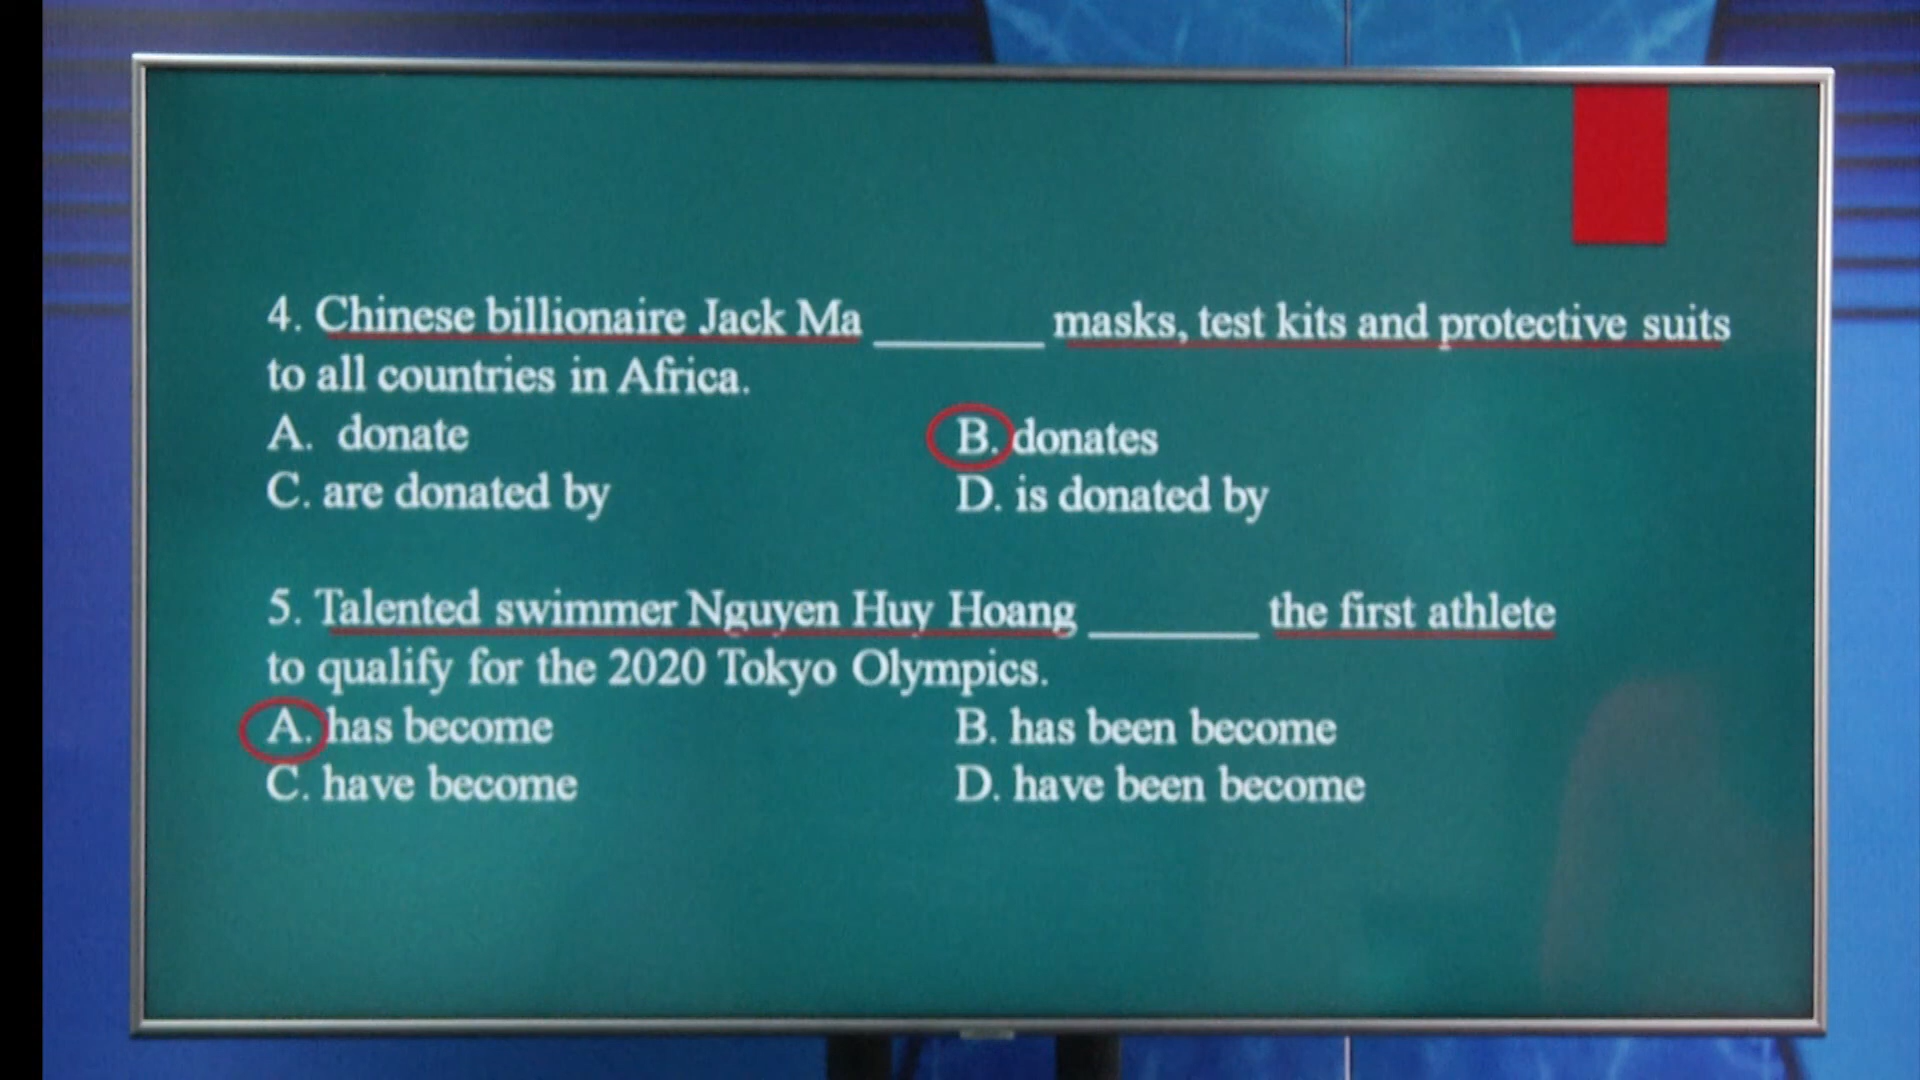 4. Chinese billionaire Jack Ma _______ masks, test kits and protective suits
to all countries in Africa.
A. donate B. donates
C. are donated by D. is donated by
5. Talented swimmer Nguyen Huy Hoang _______ the first athlete
to qualify for the 2020 Tokyo Olympics.
A. has become B. has been become
C. have become D. have been become